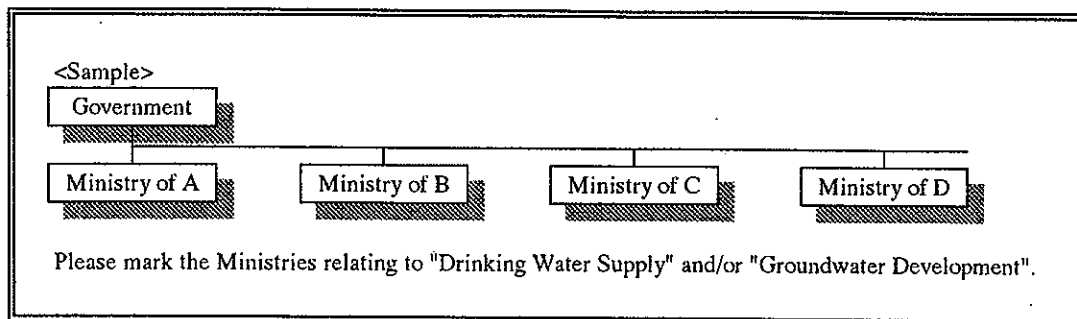 <Sample>
Government
Ministry of A Ministry of B Ministry of C Ministry of D
Please mark the Ministries relating to "Drinking Water Supply" and/or "Groundwater Development".